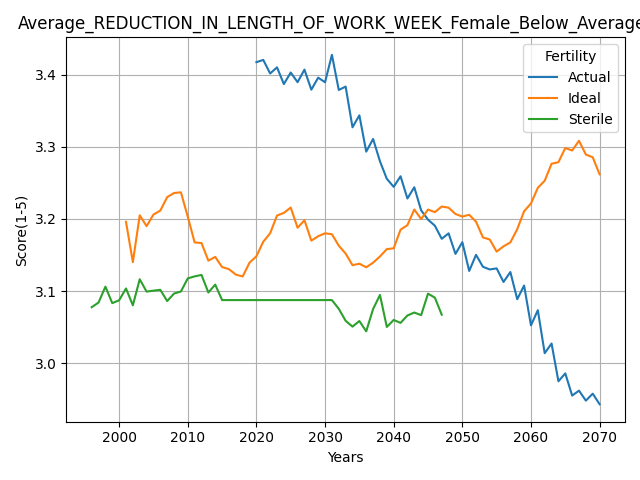 Average_REDUCTION_IN_LENGTH_OF_WORK_WEEK_Female_Below_Average
Fertility
Actual
Ideal
Sterile
Score(1-5)
3.4
3.3
3.2
3.1
3.0
2000 2010 2020 2030 2040 2050 2060 2070
Years